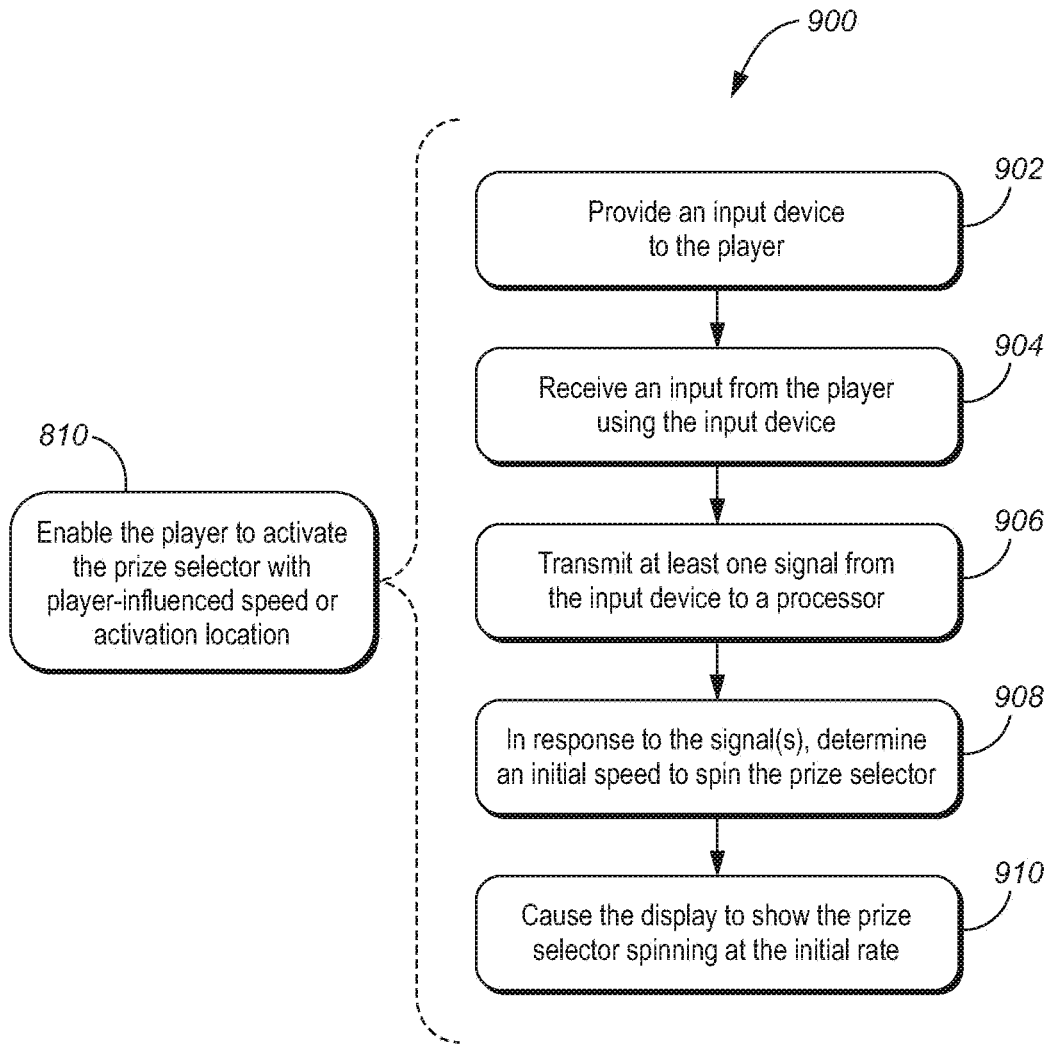 900
902
Provide an input device
to the player
904
Receive an input from the player
using the input device
810
Enable the player to activate
the prize selector with
player-influenced speed or
activation location
906
Transmit at least one signal from
the input device to a processor
908
In response to the signal(s), determine
an initial speed to spin the prize selector
910
Cause the display to show the prize
selector spinning at the initial rate